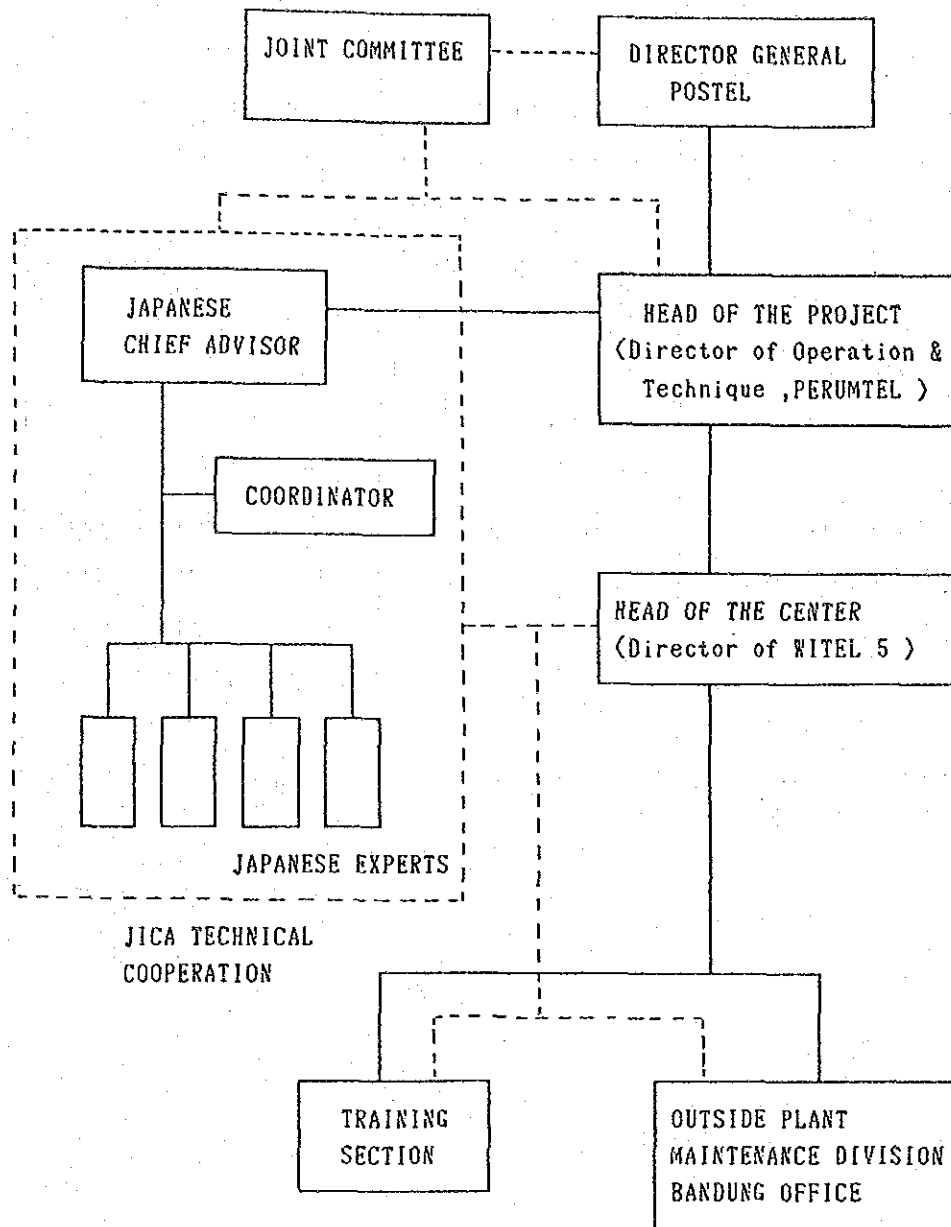 JOINT COMMITTEE
DIRECTOR GENERAL
POSTEL
JAPANESE
CHIEF ADVISOR
HEAD OF THE PROJECT
(Director of Operation &
Technique ,PERUMTEL )
COORDINATOR
HEAD OF THE CENTER
(Director of WITEL 5 )
JAPANESE EXPERTS
JICA TECHNICAL
COOPERATION
TRAINING
SECTION
OUTSIDE PLANT
MAINTENANCE DIVISION
BANDUNG OFFICE